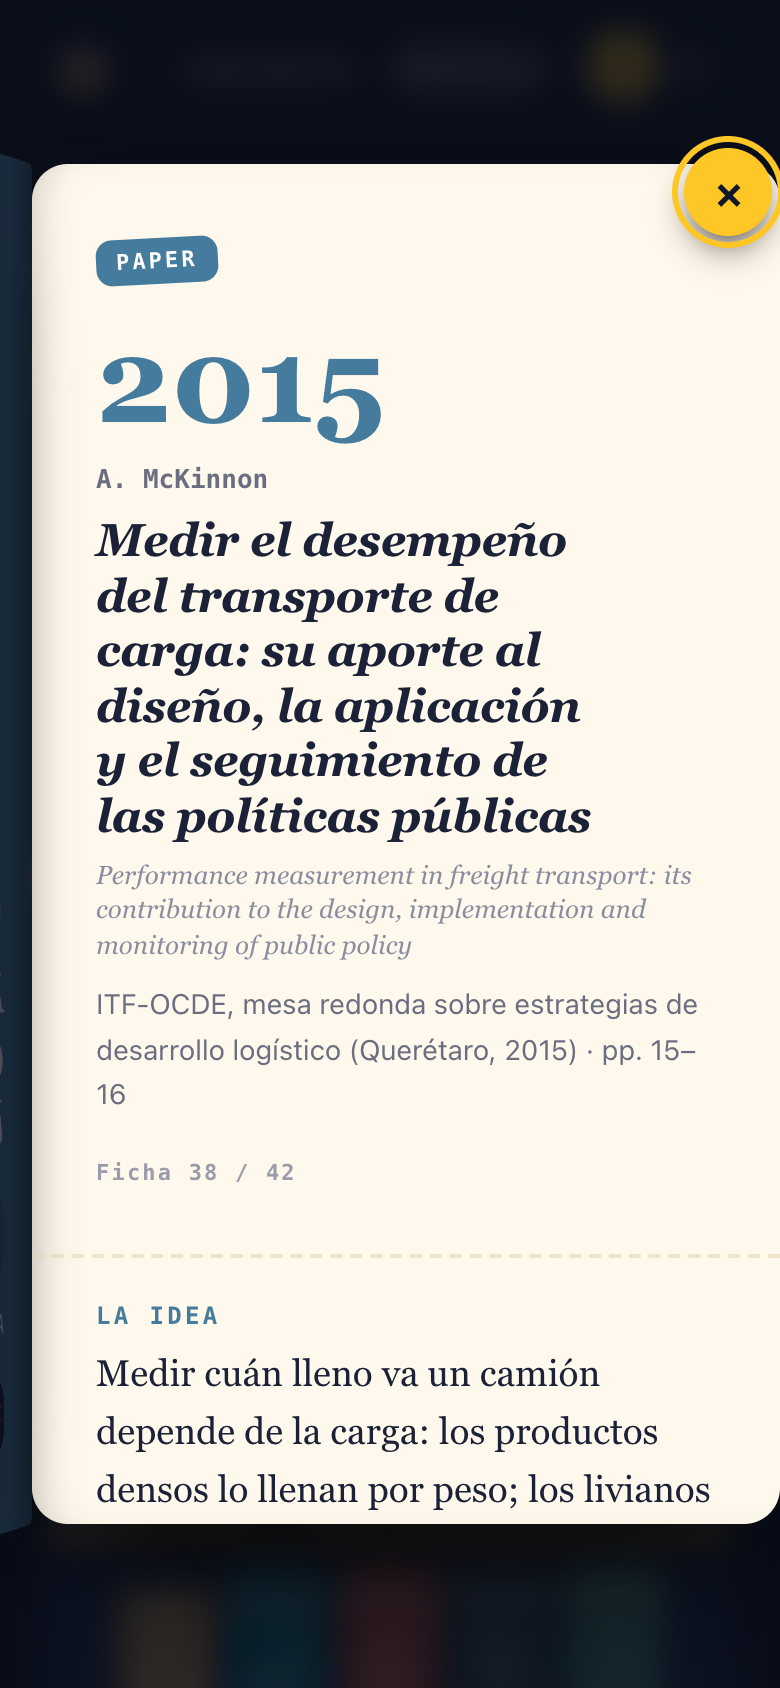 ×
PAPER
2015
A. McKinnon
Medir el desempeño
del transporte de
carga: su aporte al
diseño, la aplicación
y el seguimiento de
las políticas públicas
Performance measurement in freight transport: its
contribution to the design, implementation and
monitoring of public policy
ITF-OCDE, mesa redonda sobre estrategias de
desarrollo logístico (Querétaro, 2015) · pp. 15–
16
Ficha 38 / 42
LA IDEA
Medir cuán lleno va un camión
depende de la carga: los productos
densos lo llenan por peso; los livianos